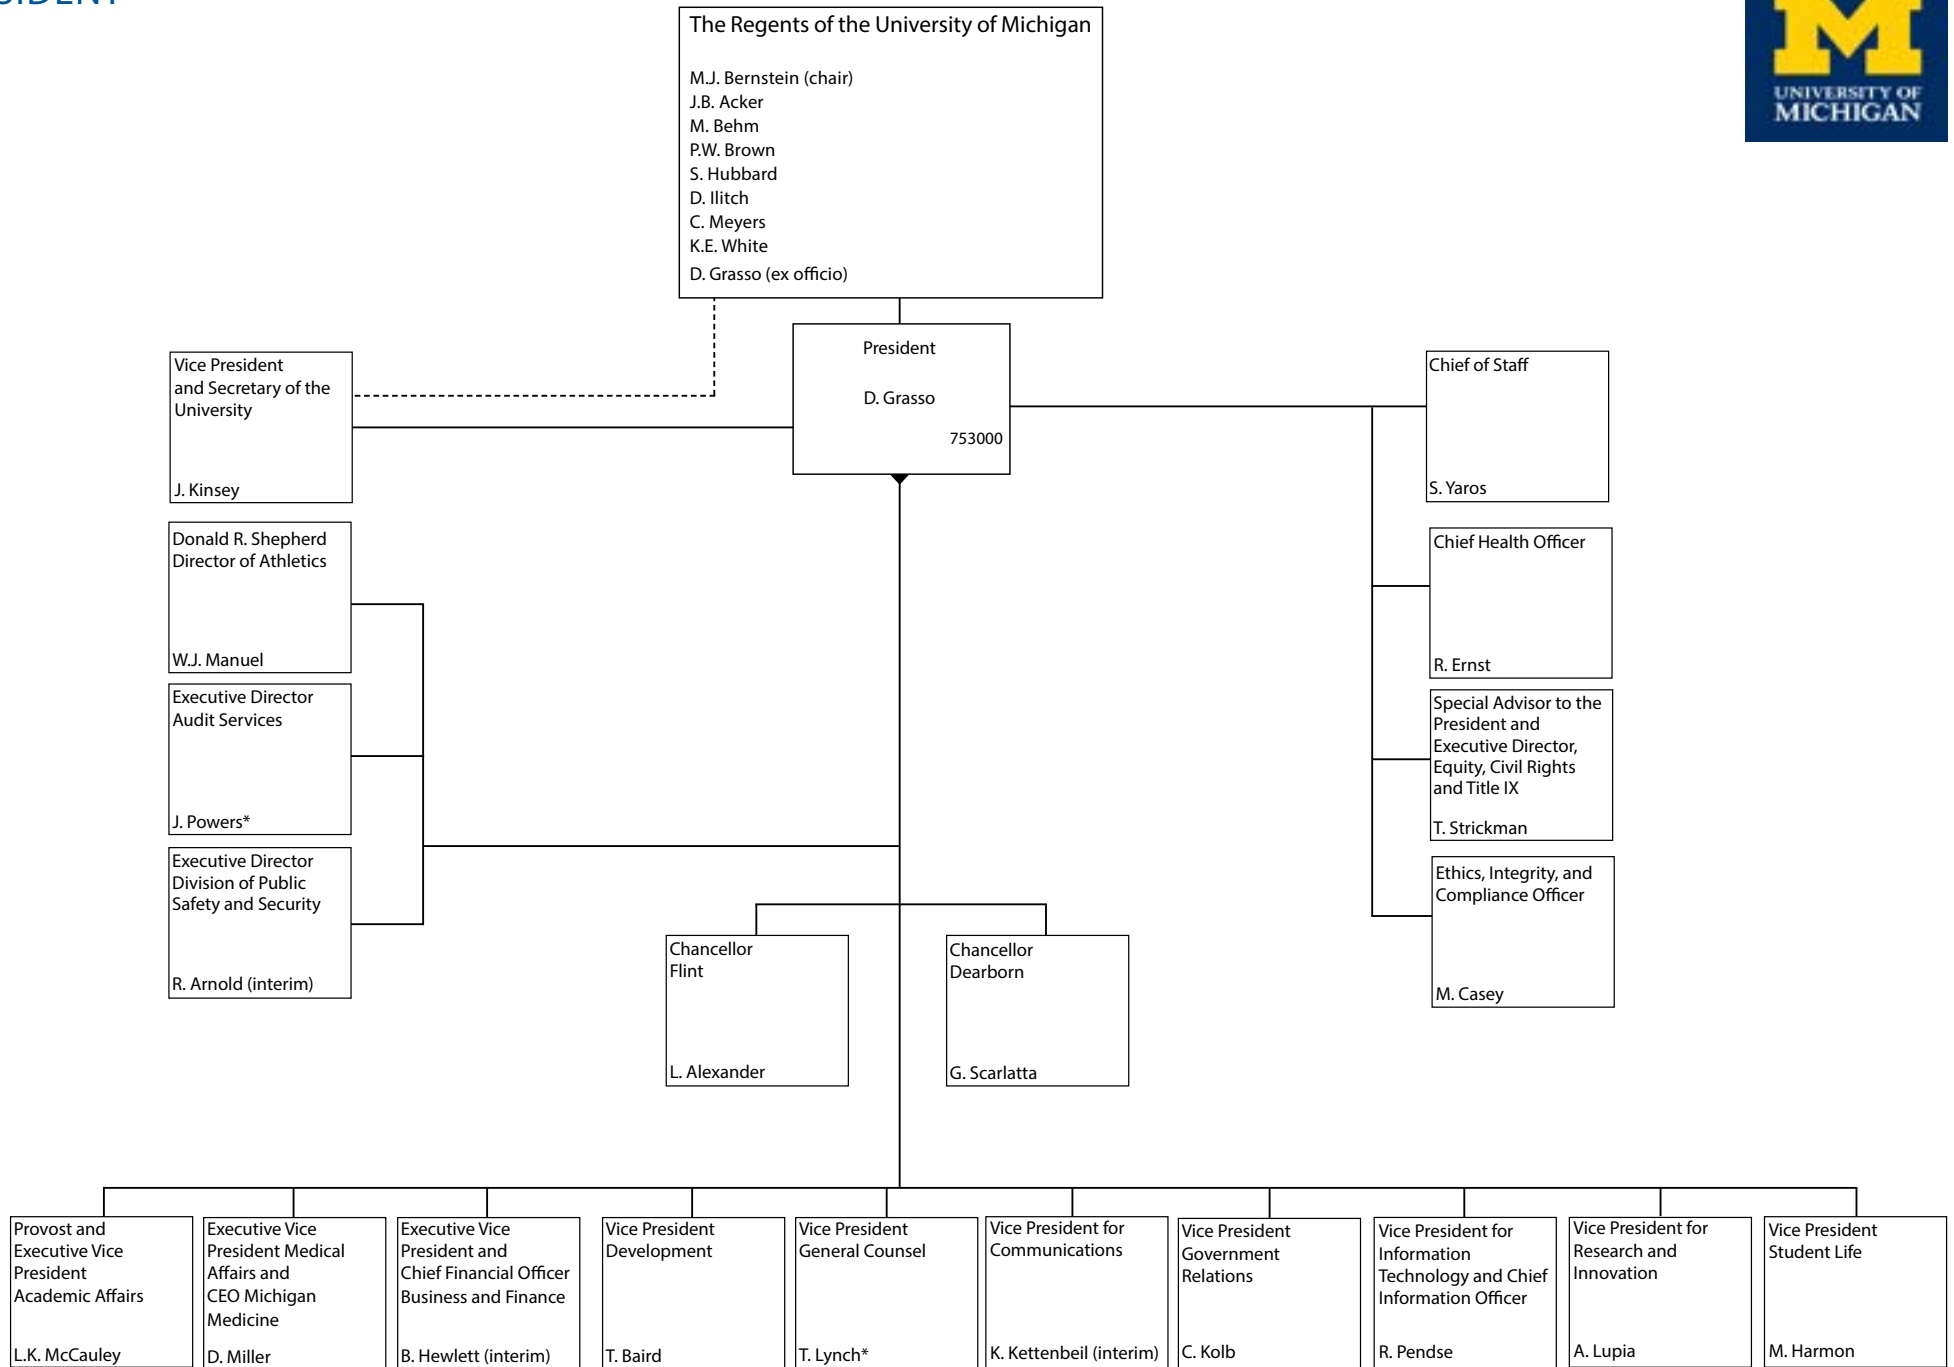 The Regents of the University of Michigan
M.J. Bernstein (chair)
J.B. Acker
M. Behm
P.W. Brown
S. Hubbard
D. Ilitch
C. Meyers
K.E. White
D. Grasso (ex officio)
UNIVERSITY OF
MICHIGAN
President
D. Grasso
753000
Vice President
and Secretary of the
University
J. Kinsey
Chief of Staff
S. Yaros
Donald R. Shepherd
Director of Athletics
W.J. Manuel
Chief Health Officer
R. Ernst
Executive Director
Audit Services
J. Powers*
Special Advisor to the
President and
Executive Director,
Equity, Civil Rights
and Title IX
T. Strickman
Executive Director
Division of Public
Safety and Security
R. Arnold (interim)
Ethics, Integrity, and
Compliance Officer
M. Casey
Chancellor
Flint
L. Alexander
Chancellor
Dearborn
G. Scarlatta
Provost and
Executive Vice
President
Academic Affairs
L.K. McCauley
Executive Vice
President Medical
Affairs and
CEO Michigan
Medicine
D. Miller
Executive Vice
President and
Chief Financial Officer
Business and Finance
B. Hewlett (interim)
Vice President
Development
T. Baird
Vice President
General Counsel
T. Lynch*
Vice President for
Communications
K. Kettenbeil (interim)
Vice President
Government
Relations
C. Kolb
Vice President for
Information
Technology and Chief
Information Officer
R. Pendse
Vice President for
Research and
Innovation
A. Lupia
Vice President
Student Life
M. Harmon